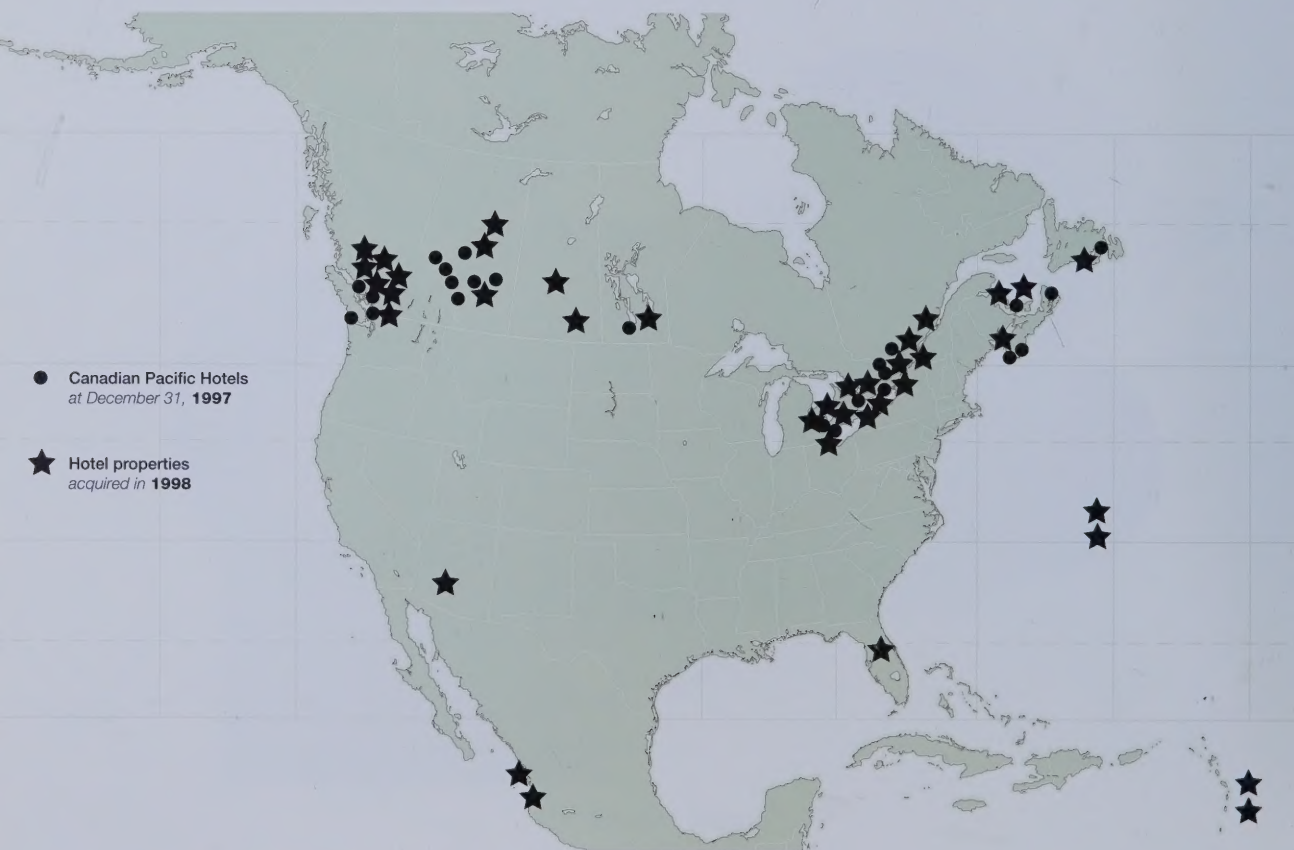 Canadian Pacific Hotels
at December 31, 1997
Hotel properties
acquired in 1998